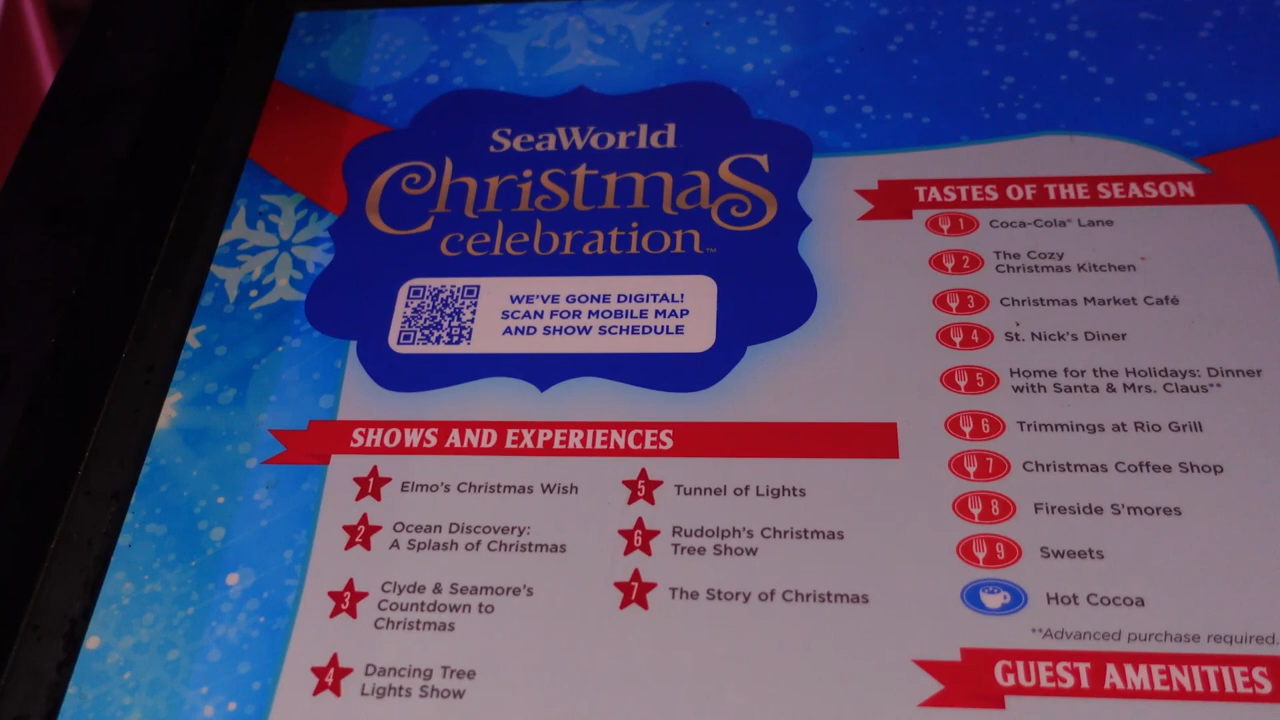 SeaWorld
Christmas
celebration™
WE'VE GONE DIGITAL!
SCAN FOR MOBILE MAP
AND SHOW SCHEDULE
SHOWS AND EXPERIENCES
1 Elmo's Christmas Wish
2 Ocean Discovery:
A Splash of Christmas
3 Clyde & Seamore's
Countdown to
Christmas
4 Dancing Tree
Lights Show
5 Tunnel of Lights
6 Rudolph's Christmas
Tree Show
7 The Story of Christmas
TASTES OF THE SEASON
1 Coca-Cola® Lane
2 The Cozy
Christmas Kitchen
3 Christmas Market Café
4 St. Nick's Diner
5 Home for the Holidays: Dinner
with Santa & Mrs. Claus**
6 Trimmings at Rio Grill
7 Christmas Coffee Shop
8 Fireside S'mores
9 Sweets
Hot Cocoa
**Advanced purchase required.
GUEST AMENITIES